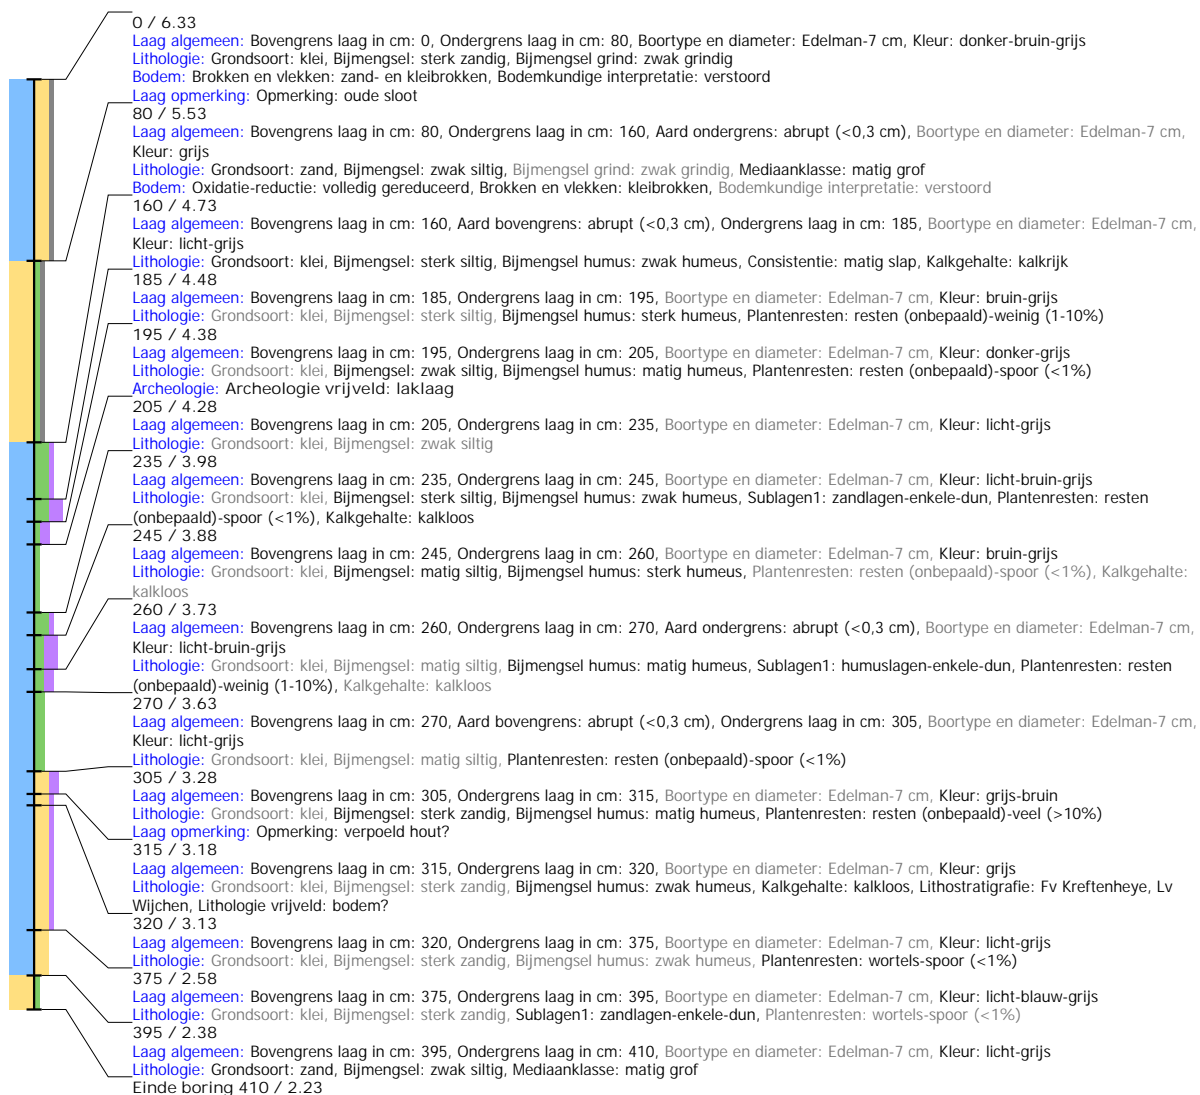 0 / 6.33
Laag algemeen: Bovengrens laag in cm: 0, Ondergrens laag in cm: 80, Boortype en diameter: Edelman-7 cm, Kleur: donker-bruin-grijs
Lithologie: Grondsoort: klei, Bijmengsel: sterk zandig, Bijmengsel grind: zwak grindig
Bodem: Brokken en vlekken: zand- en kleibrokken, Bodemkundige interpretatie: verstoord
Laag opmerking: Opmerking: oude sloot
80 / 5.53
Laag algemeen: Bovengrens laag in cm: 80, Ondergrens laag in cm: 160, Aard ondergrens: abrupt (<0,3 cm), Boortype en diameter: Edelman-7 cm,
Kleur: grijs
Lithologie: Grondsoort: zand, Bijmengsel: zwak siltig, Bijmengsel grind: zwak grindig, Mediaanklasse: matig grof
Bodem: Oxidatie-reductie: volledig gereduceerd, Brokken en vlekken: kleibrokken, Bodemkundige interpretatie: verstoord
160 / 4.73
Laag algemeen: Bovengrens laag in cm: 160, Aard bovengrens: abrupt (<0,3 cm), Ondergrens laag in cm: 185, Boortype en diameter: Edelman-7 cm,
Kleur: licht-grijs
Lithologie: Grondsoort: klei, Bijmengsel: sterk siltig, Bijmengsel humus: zwak humeus, Consistentie: matig slap, Kalkgehalte: kalkrijk
185 / 4.48
Laag algemeen: Bovengrens laag in cm: 185, Ondergrens laag in cm: 195, Boortype en diameter: Edelman-7 cm, Kleur: bruin-grijs
Lithologie: Grondsoort: klei, Bijmengsel: sterk siltig, Bijmengsel humus: sterk humeus, Plantenresten: resten (onbepaald)-weinig (1-10%)
195 / 4.38
Laag algemeen: Bovengrens laag in cm: 195, Ondergrens laag in cm: 205, Boortype en diameter: Edelman-7 cm, Kleur: donker-grijs
Lithologie: Grondsoort: klei, Bijmengsel: zwak siltig, Bijmengsel humus: matig humeus, Plantenresten: resten (onbepaald)-spoor (<1%)
Archeologie: Archeologie vrijveld: laklaag
205 / 4.28
Laag algemeen: Bovengrens laag in cm: 205, Ondergrens laag in cm: 235, Boortype en diameter: Edelman-7 cm, Kleur: licht-grijs
Lithologie: Grondsoort: klei, Bijmengsel: zwak siltig
235 / 3.98
Laag algemeen: Bovengrens laag in cm: 235, Ondergrens laag in cm: 245, Boortype en diameter: Edelman-7 cm, Kleur: licht-bruin-grijs
Lithologie: Grondsoort: klei, Bijmengsel: sterk siltig, Bijmengsel humus: zwak humeus, Sublagen1: zandlagen-enkele-dun, Plantenresten: resten
(onbepaald)-spoor (<1%), Kalkgehalte: kalkloos
245 / 3.88
Laag algemeen: Bovengrens laag in cm: 245, Ondergrens laag in cm: 260, Boortype en diameter: Edelman-7 cm, Kleur: bruin-grijs
Lithologie: Grondsoort: klei, Bijmengsel: matig siltig, Bijmengsel humus: sterk humeus, Plantenresten: resten (onbepaald)-spoor (<1%), Kalkgehalte:
kalkloos
260 / 3.73
Laag algemeen: Bovengrens laag in cm: 260, Ondergrens laag in cm: 270, Aard ondergrens: abrupt (<0,3 cm), Boortype en diameter: Edelman-7 cm,
Kleur: licht-bruin-grijs
Lithologie: Grondsoort: klei, Bijmengsel: matig siltig, Bijmengsel humus: matig humeus, Sublagen1: humuslagen-enkele-dun, Plantenresten: resten
(onbepaald)-weinig (1-10%), Kalkgehalte: kalkloos
270 / 3.63
Laag algemeen: Bovengrens laag in cm: 270, Aard bovengrens: abrupt (<0,3 cm), Ondergrens laag in cm: 305, Boortype en diameter: Edelman-7 cm,
Kleur: licht-grijs
Lithologie: Grondsoort: klei, Bijmengsel: matig siltig, Plantenresten: resten (onbepaald)-spoor (<1%)
305 / 3.28
Laag algemeen: Bovengrens laag in cm: 305, Ondergrens laag in cm: 315, Boortype en diameter: Edelman-7 cm, Kleur: grijs-bruin
Lithologie: Grondsoort: klei, Bijmengsel: sterk zandig, Bijmengsel humus: matig humeus, Plantenresten: resten (onbepaald)-veel (>10%)
Laag opmerking: Opmerking: verpoeld hout?
315 / 3.18
Laag algemeen: Bovengrens laag in cm: 315, Ondergrens laag in cm: 320, Boortype en diameter: Edelman-7 cm, Kleur: grijs
Lithologie: Grondsoort: klei, Bijmengsel: sterk zandig, Bijmengsel humus: zwak humeus, Kalkgehalte: kalkloos, Lithostratigrafie: Fv Kreftenheye, Lv
Wijchen, Lithologie vrijveld: bodem?
320 / 3.13
Laag algemeen: Bovengrens laag in cm: 320, Ondergrens laag in cm: 375, Boortype en diameter: Edelman-7 cm, Kleur: licht-grijs
Lithologie: Grondsoort: klei, Bijmengsel: sterk zandig, Bijmengsel humus: zwak humeus, Plantenresten: wortels-spoor (<1%)
375 / 2.58
Laag algemeen: Bovengrens laag in cm: 375, Ondergrens laag in cm: 395, Boortype en diameter: Edelman-7 cm, Kleur: licht-blauw-grijs
Lithologie: Grondsoort: klei, Bijmengsel: sterk zandig, Sublagen1: zandlagen-enkele-dun, Plantenresten: wortels-spoor (<1%)
395 / 2.38
Laag algemeen: Bovengrens laag in cm: 395, Ondergrens laag in cm: 410, Boortype en diameter: Edelman-7 cm, Kleur: licht-grijs
Lithologie: Grondsoort: zand, Bijmengsel: zwak siltig, Mediaanklasse: matig grof
Einde boring 410 / 2.23